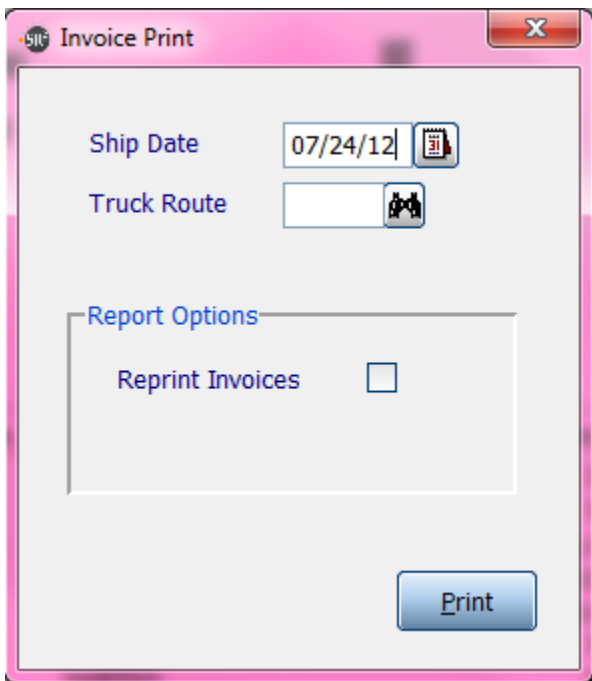 Invoice Print
Ship Date 07/24/12
Truck Route
Report Options
Reprint Invoices
Print